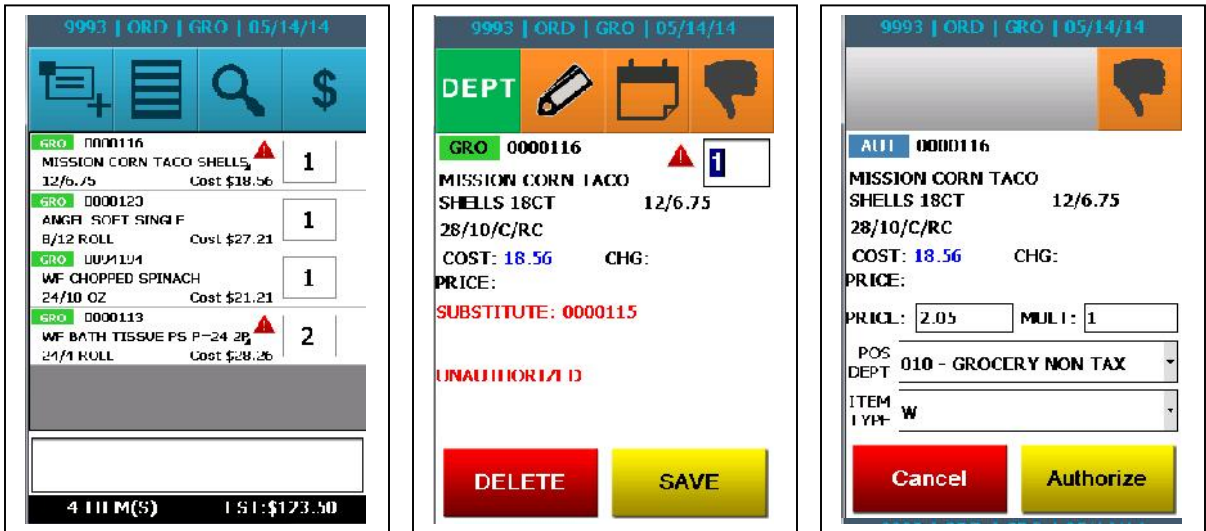 9993 | ORD | GRO | 05/14/14
$
GRO 0000116
MISSION CORN TACO SHELLS,
12/6.75 Cost $18.56
1
GRO 0000123
ANGEL SOFT SINGLE
8/12 ROLL Cost $27.21
1
GRO
WF CHOPPED SPINACH
24/10 OZ Cost $21.21
1
GRO 0000113
WF BATH TISSUE PS P-24 2P,
24/4 ROLL Cost $28.26
2
4 ITEM(S) EST:$123.50
9993 | ORD | GRO | 05/14/14
DEPT
GRO 0000116
1
MISSION CORN TACO
SHELLS 18CT 12/6.75
28/10/C/RC
COST: 18.56 CHG:
PRICE:
SUBSTITUTE: 0000115
UNAUTHORIZED
DELETE SAVE
9993 | ORD | GRO | 05/14/14
AUT 0000116
MISSION CORN TACO
SHELLS 18CT 12/6.75
28/10/C/RC
COST: 18.56 CHG:
PRICE:
PRICE: 2.05 MULT: 1
POS DEPT 010 - GROCERY NON TAX
ITEM TYPE W
Cancel Authorize